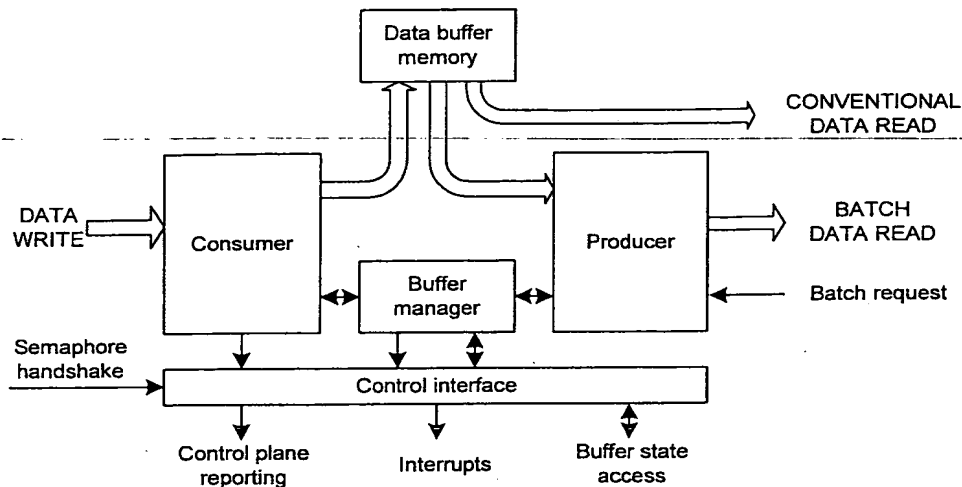 Data buffer
memory
CONVENTIONAL
DATA READ
DATA
WRITE
Consumer
Producer
BATCH
DATA READ
Buffer
manager
Batch request
Semaphore
handshake
Control interface
Control plane
reporting
Interrupts
Buffer state
access